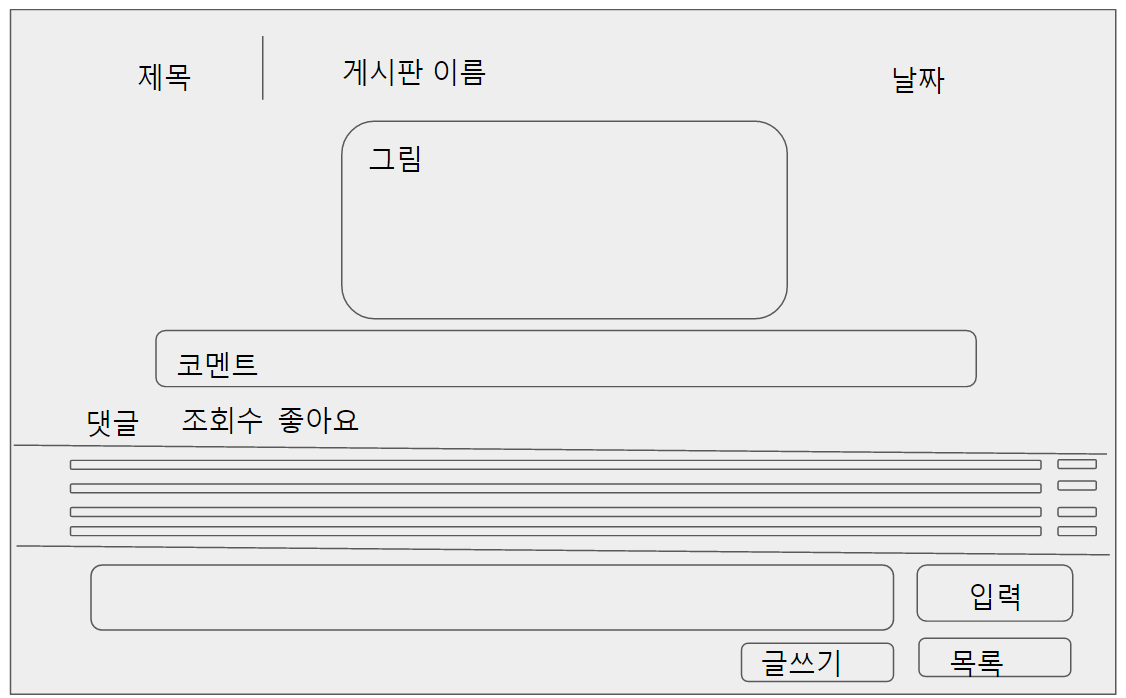 제목 게시판 이름 날짜
그림
코멘트
댓글 조회수 좋아요
입력
글쓰기 목록